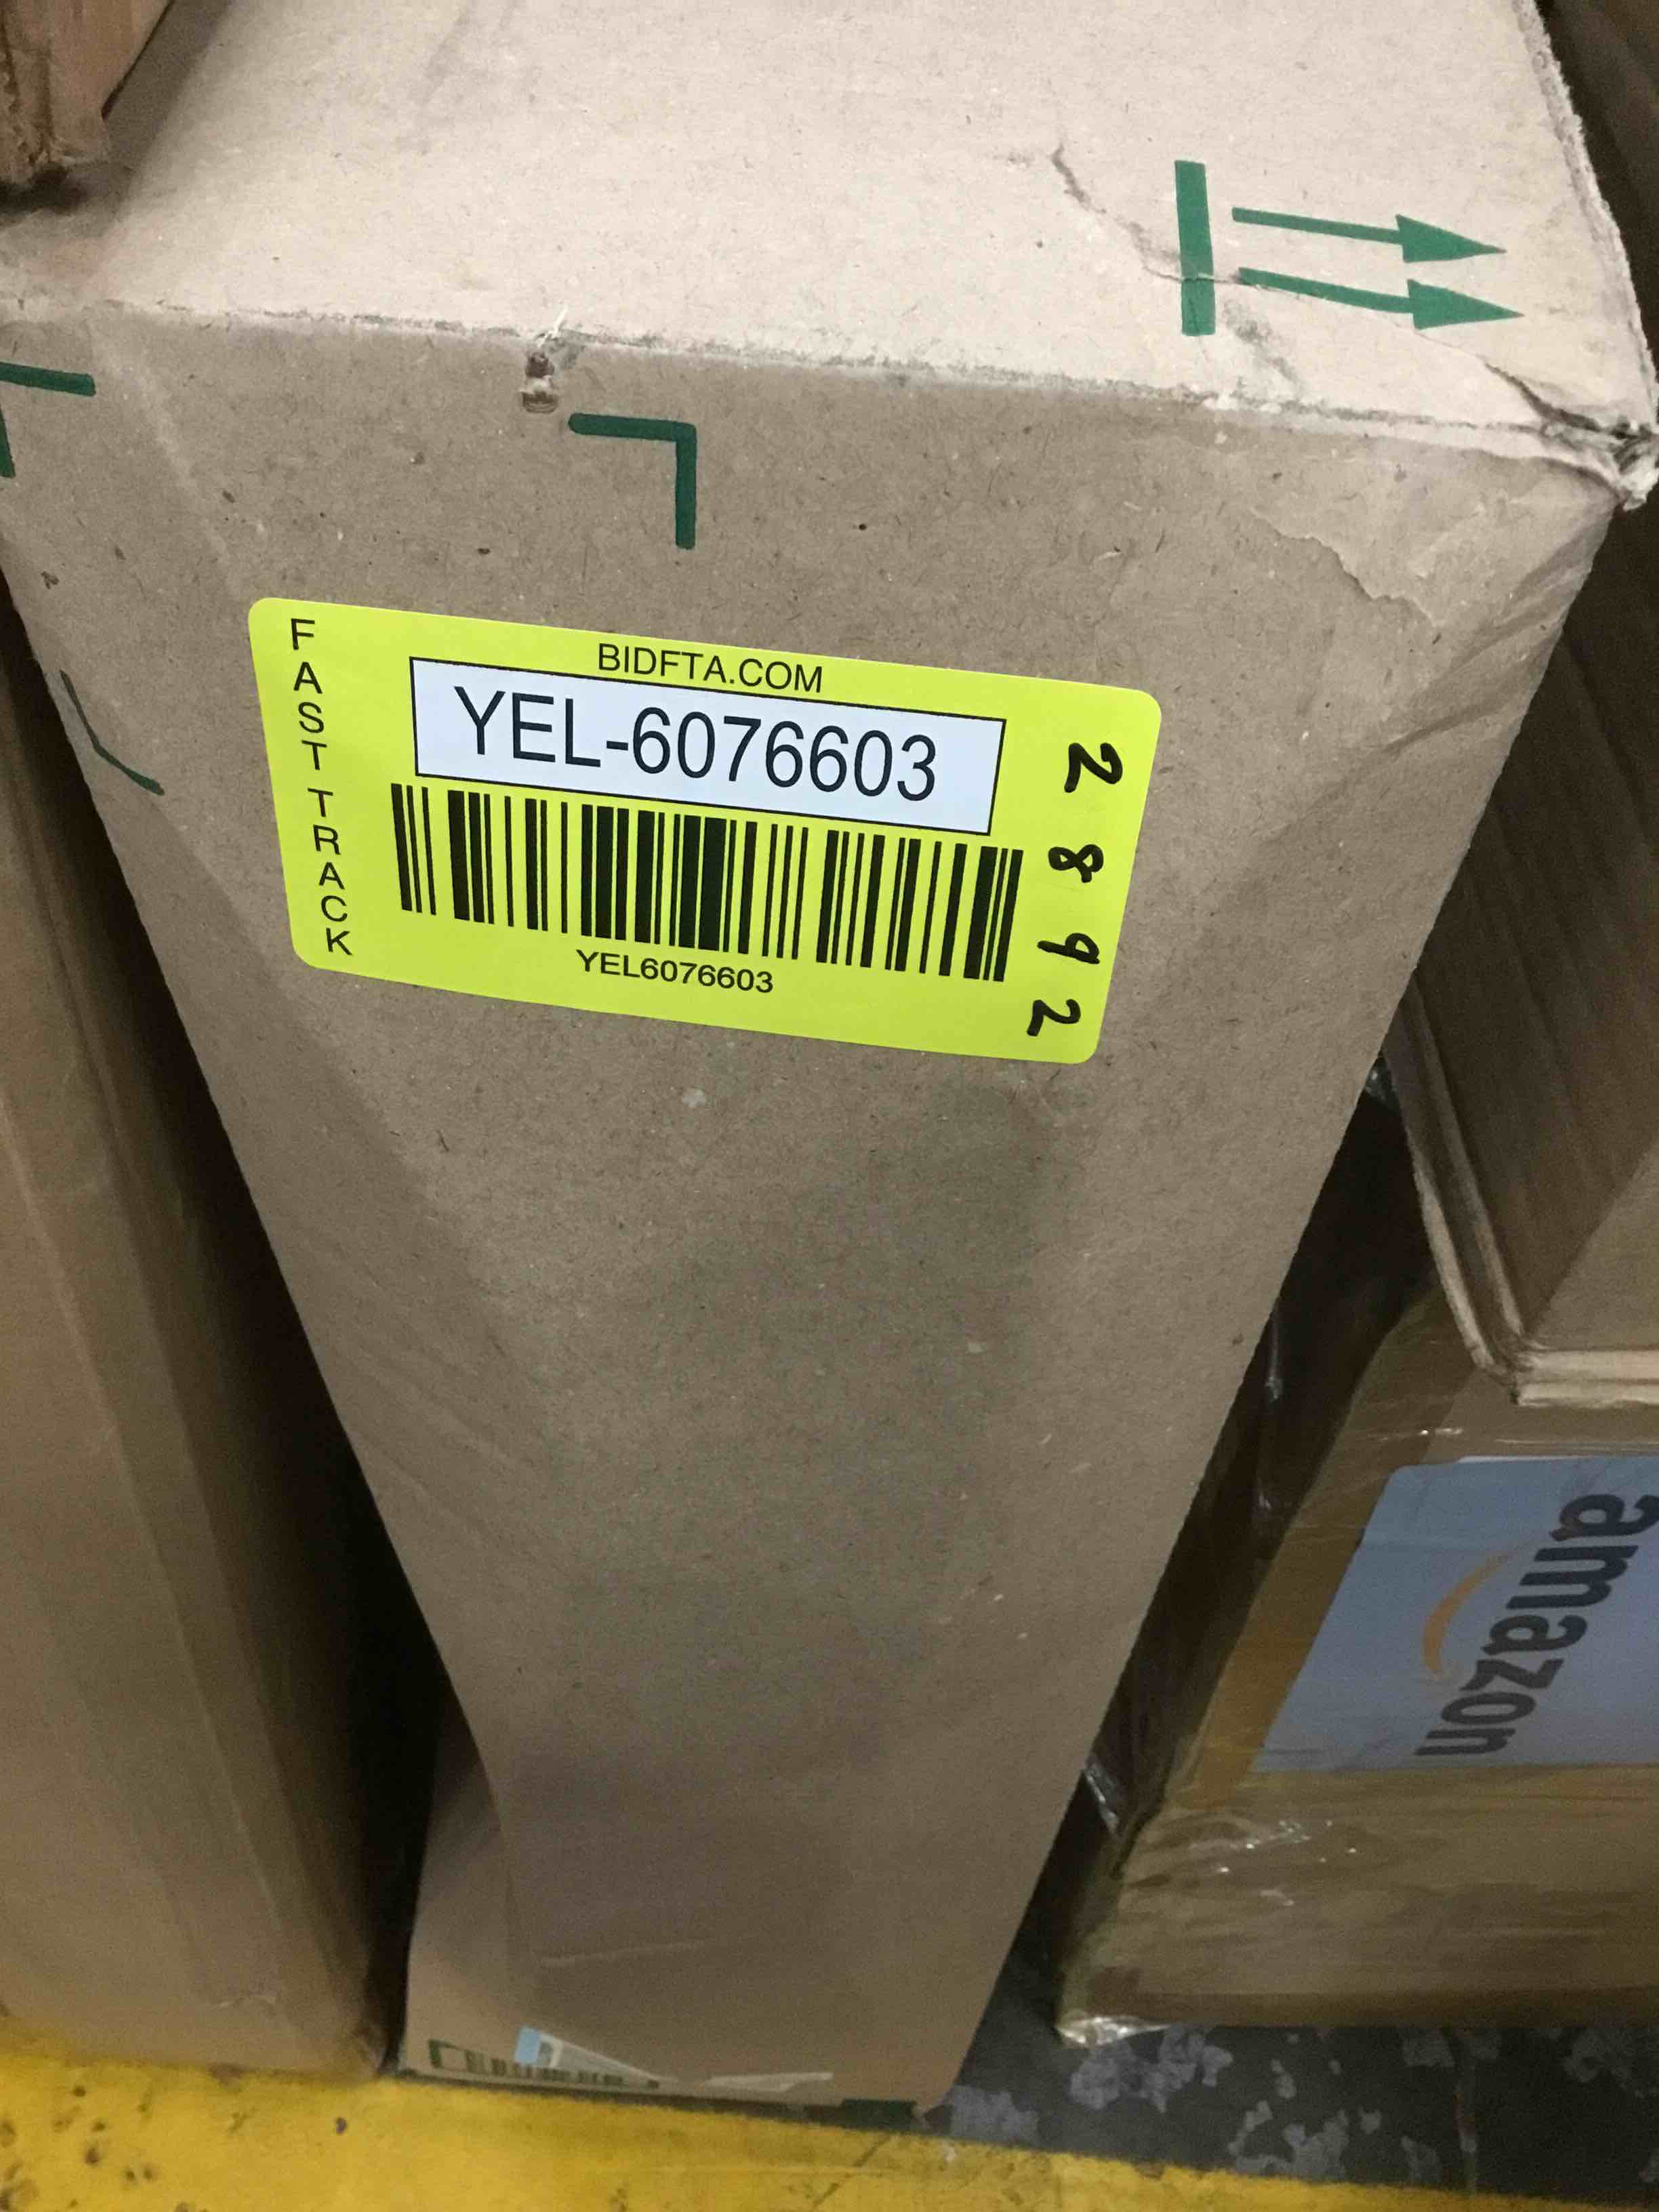 FAST TRACK
BIDFTA.COM
YEL-6076603
YEL6076603
2892
amazon